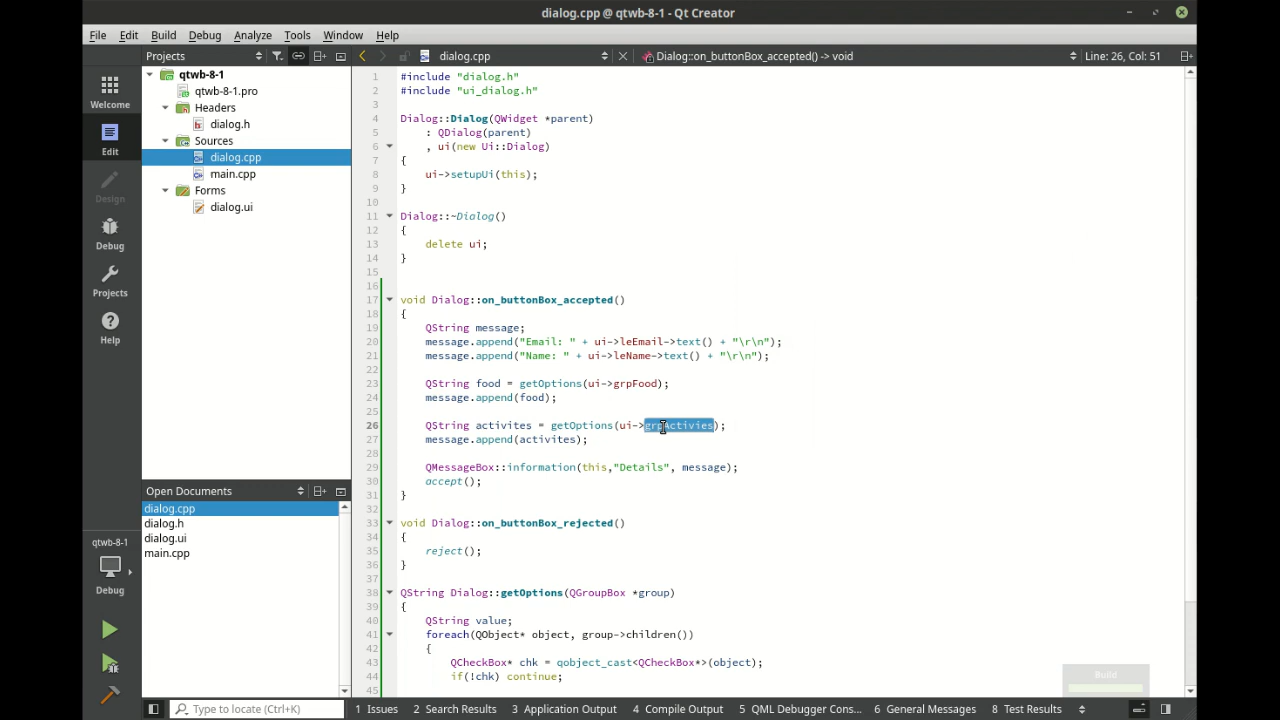 dialog.cpp @ qtwb-8-1 - Qt Creator
File Edit Build Debug Analyze Tools Window Help
Projects dialog.cpp Dialog::on_buttonBox_accepted() -> void Line: 26, Col: 51
Welcome
Edit
Design
Debug
Projects
Help
qtwb-8-1
Debug
qtwb-8-1
qtwb-8-1.pro
Headers
dialog.h
Sources
dialog.cpp
main.cpp
Forms
dialog.ui
Open Documents
dialog.cpp
dialog.h
dialog.ui
main.cpp
1 #include "dialog.h"
2 #include "ui_dialog.h"
3
4 Dialog::Dialog(QWidget *parent)
5 : QDialog(parent)
6 , ui(new Ui::Dialog)
7 {
8 ui->setupUi(this);
9 }
10
11 Dialog::~Dialog()
12 {
13 delete ui;
14 }
15
16
17 void Dialog::on_buttonBox_accepted()
18 {
19 QString message;
20 message.append("Email: " + ui->leEmail->text() + "\r\n");
21 message.append("Name: " + ui->leName->text() + "\r\n");
22
23 QString food = getOptions(ui->grpFood);
24 message.append(food);
25
26 QString activites = getOptions(ui->grpActivies);
27 message.append(activites);
28
29 QMessageBox::information(this,"Details", message);
30 accept();
31 }
32
33 void Dialog::on_buttonBox_rejected()
34 {
35 reject();
36 }
37
38 QString Dialog::getOptions(QGroupBox *group)
39 {
40 QString value;
41 foreach(QObject* object, group->children())
42 {
43 QCheckBox* chk = qobject_cast<QCheckBox*>(object);
44 if(!chk) continue;
45
Build
Type to locate (Ctrl+K) 1 Issues 2 Search Results 3 Application Output 4 Compile Output 5 QML Debugger Cons... 6 General Messages 8 Test Results